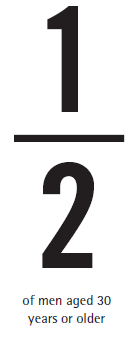 1
2
of men aged 30
years or older